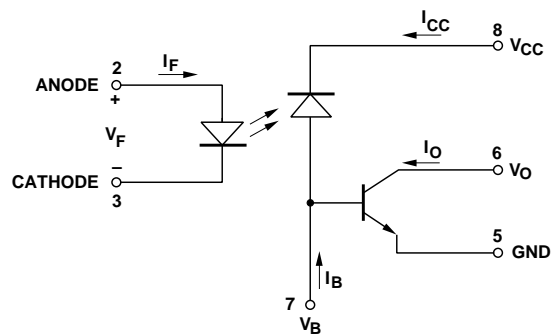 ANODE 2 I_F
+
V_F
–
CATHODE 3
I_CC 8 V_CC
I_O 6 V_O
5 GND
I_B
7
V_B